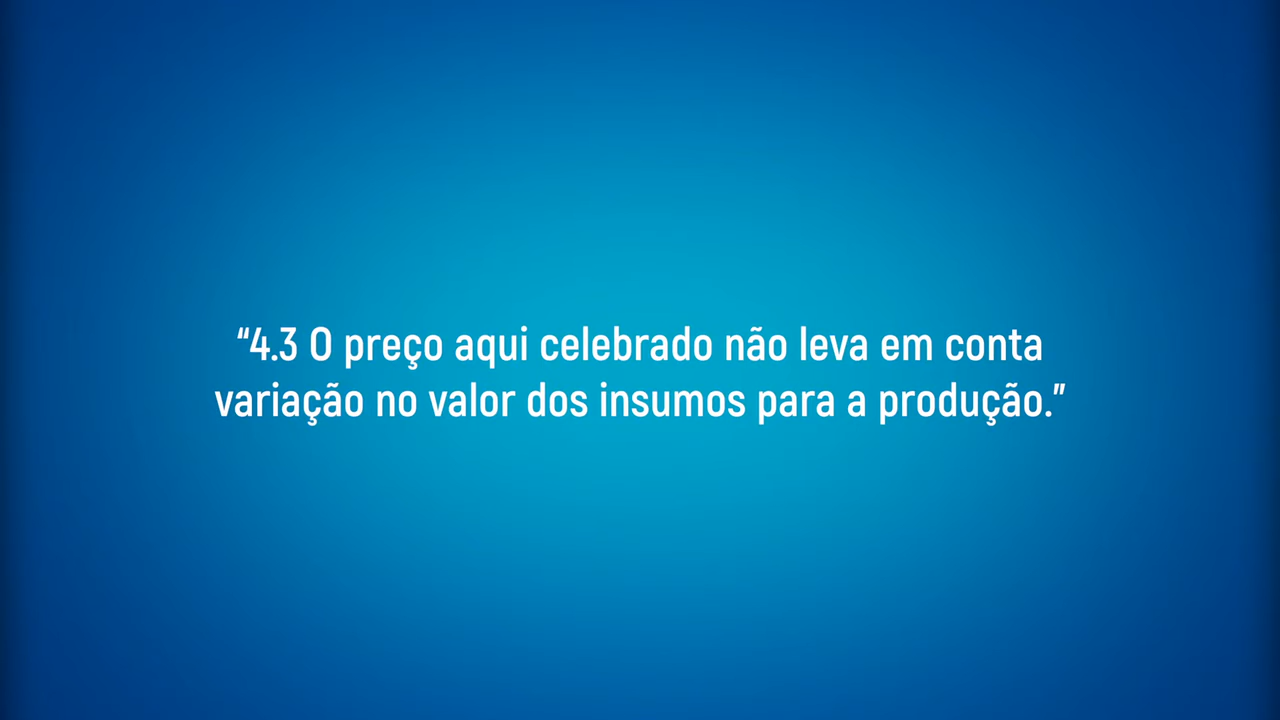 “4.3 O preço aqui celebrado não leva em conta
variação no valor dos insumos para a produção.”